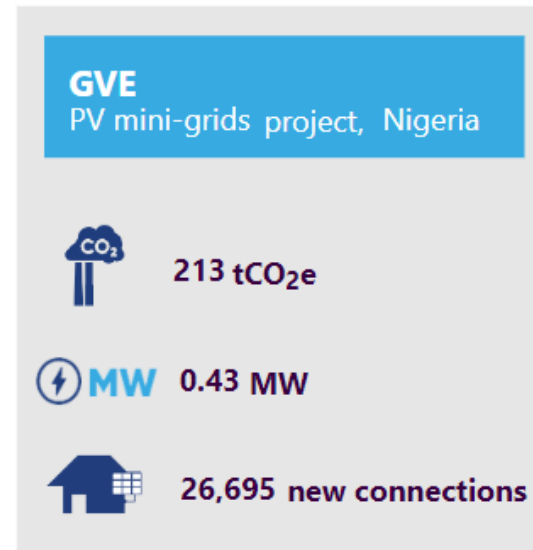 GVE
PV mini-grids project, Nigeria
CO₂
213 tCO₂e
MW 0.43 MW
26,695 new connections